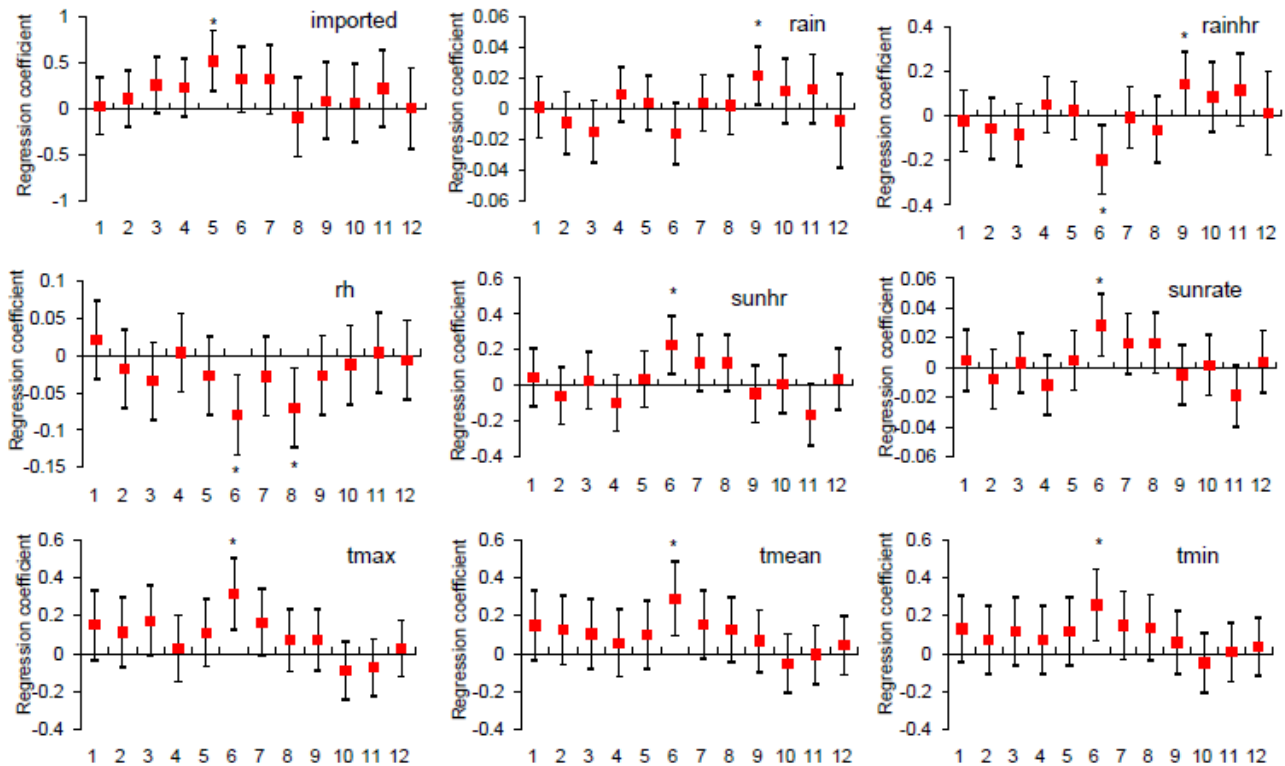 imported
Regression coefficient
1
0.5
0
-0.5
-1
*
1 2 3 4 5 6 7 8 9 10 11 12
rain
Regression coefficient
0.06
0.04
0.02
0
-0.02
-0.04
0.06
*
1 2 3 4 5 6 7 8 9 10 11 12
rainhr
Regression coefficient
0.4
0.2
0
-0.2
-0.4
*
*
1 2 3 4 5 6 7 8 9 10 11 12
rh
Regression coefficient
0.1
0.05
0
-0.05
-0.1
-0.15
* *
1 2 3 4 5 6 7 8 9 10 11 12
sunhr
Regression coefficient
0.6
0.4
0.2
0
-0.2
-0.4
*
1 2 3 4 5 6 7 8 9 10 11 12
sunrate
Regression coefficient
0.06
0.04
0.02
0
-0.02
-0.04
-0.06
*
1 2 3 4 5 6 7 8 9 10 11 12
tmax
Regression coefficient
0.6
0.4
0.2
0
-0.2
-0.4
*
1 2 3 4 5 6 7 8 9 10 11 12
tmean
Regression coefficient
0.6
0.4
0.2
0
-0.2
-0.4
*
1 2 3 4 5 6 7 8 9 10 11 12
tmin
Regression coefficient
0.6
0.4
0.2
0
-0.2
-0.4
*
1 2 3 4 5 6 7 8 9 10 11 12